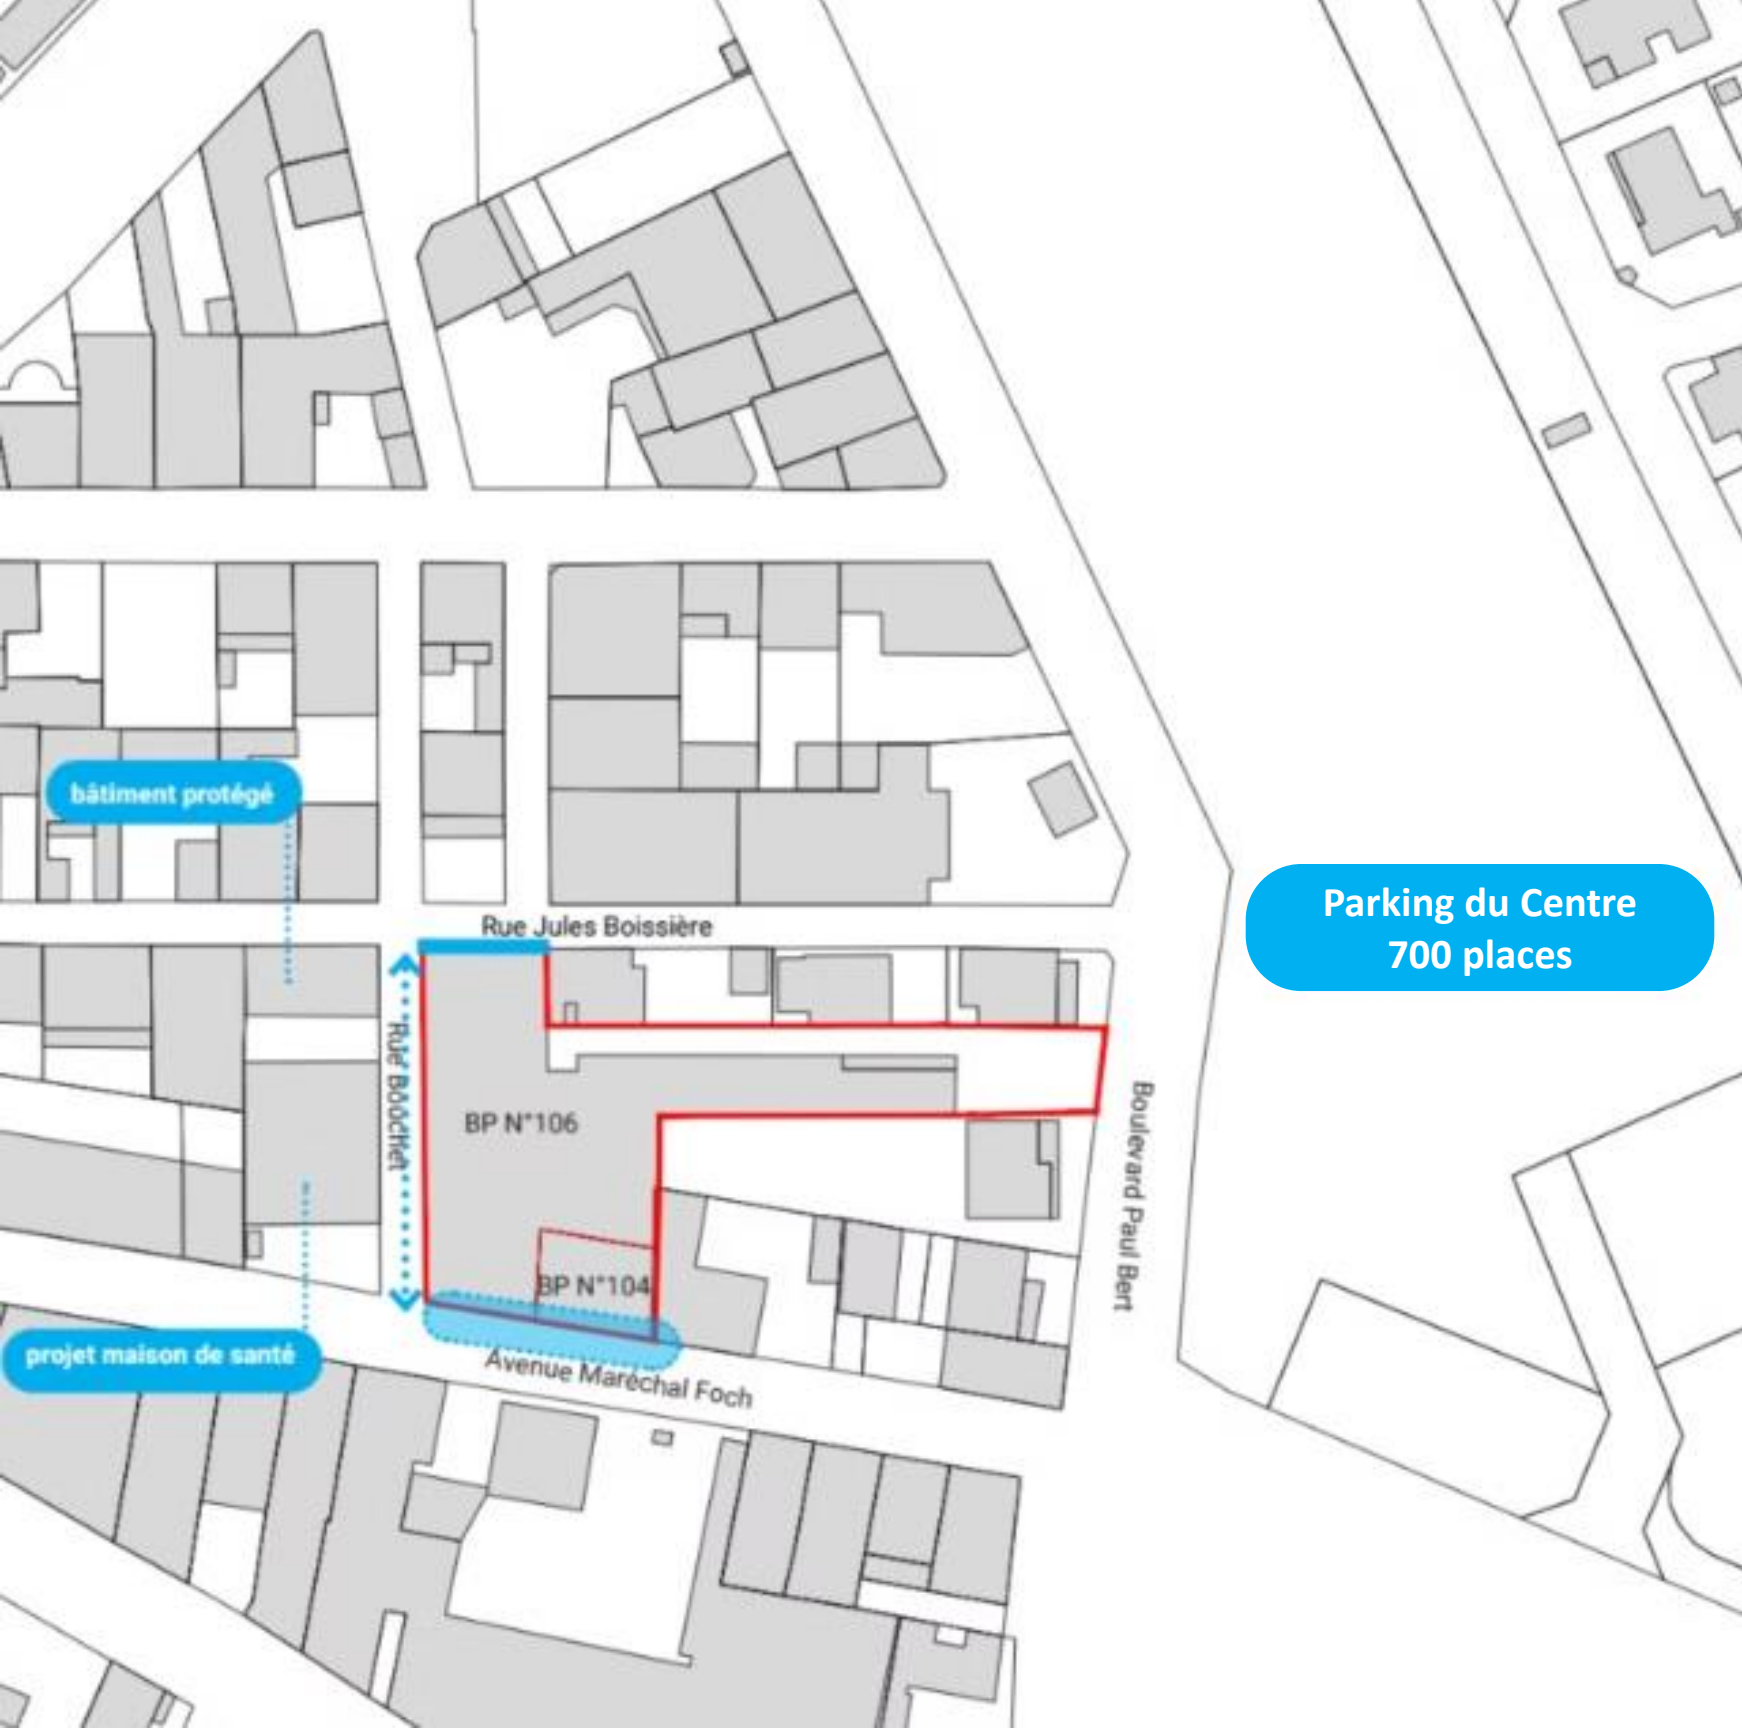 bâtiment protégé
Parking du Centre
700 places
Rue Jules Boissière
Rue Boochet
BP N°106
Boulevard Paul Bert
BP N°104
projet maison de santé
Avenue Maréchal Foch